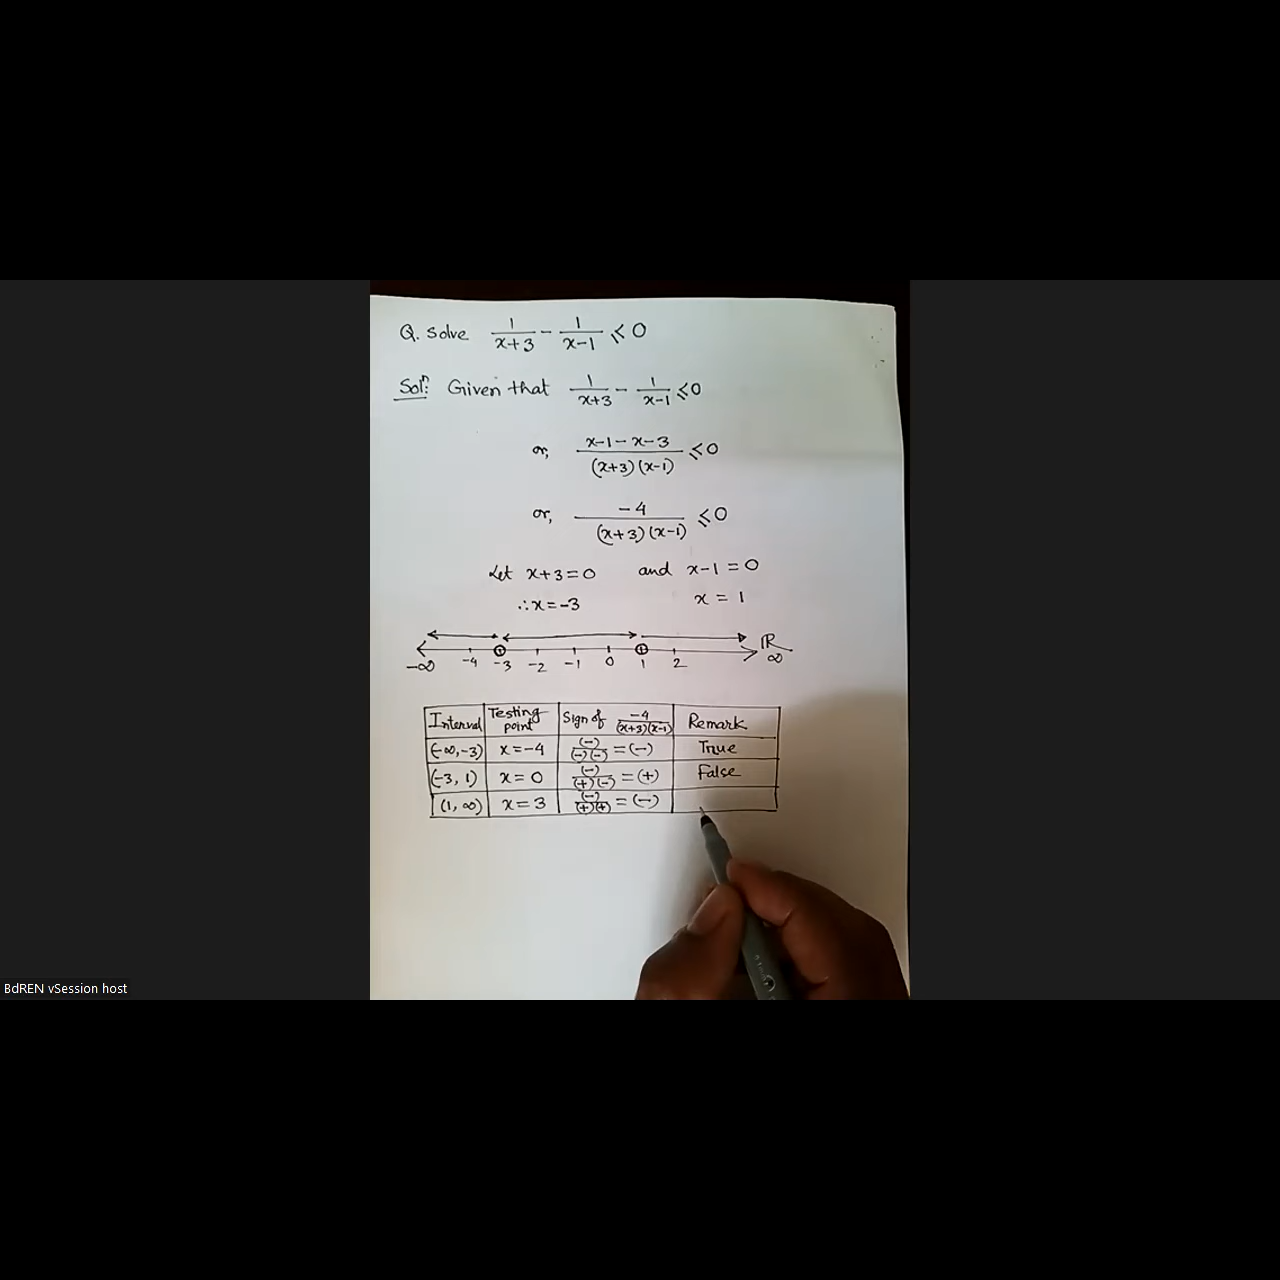 Q. Solve 1/(x+3) - 1/(x-1) ≤ 0
Solⁿ: Given that 1/(x+3) - 1/(x-1) ≤ 0
or, (x-1-x-3)/((x+3)(x-1)) ≤ 0
or, -4/((x+3)(x-1)) ≤ 0
Let x+3=0 and x-1=0
∴x=-3 x = 1
-∞ -4 -3 -2 -1 0 1 2 ∞ IR
Interval Testing point Sign of -4/((x+3)(x-1)) Remark
(-∞,-3) x=-4 (-)/((-)(-)) = (-) True
(-3, 1) x=0 (-)/((+)(-)) = (+) False
(1, ∞) x=3 (-)/((+)(+)) = (-)
BdREN vSession host